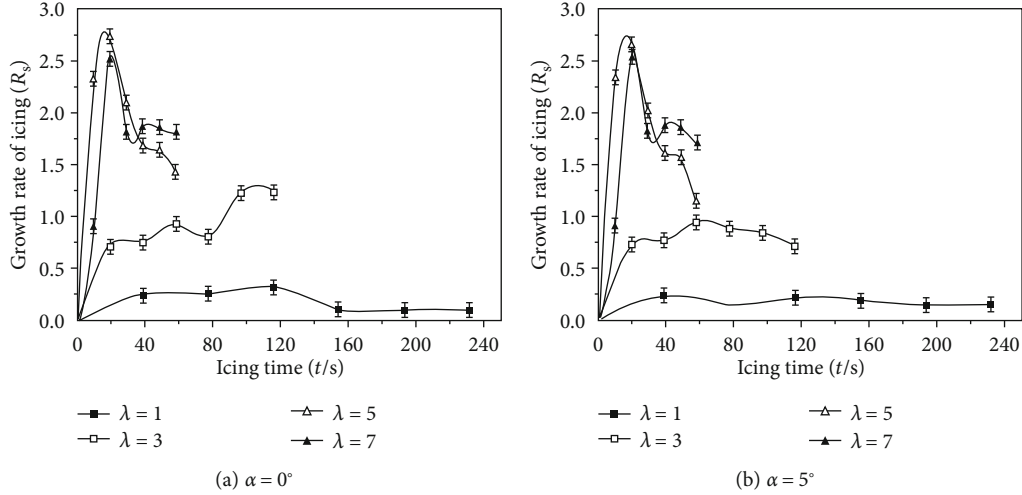 3.0
2.5
2.0
1.5
1.0
0.5
0.0
Growth rate of icing (Rs)
0 40 80 120 160 200 240
Icing time (t/s)
λ = 1 λ = 5
λ = 3 λ = 7
(a) α = 0°
3.0
2.5
2.0
1.5
1.0
0.5
0.0
Growth rate of icing (Rs)
0 40 80 120 160 200 240
Icing time (t/s)
λ = 1 λ = 5
λ = 3 λ = 7
(b) α = 5°